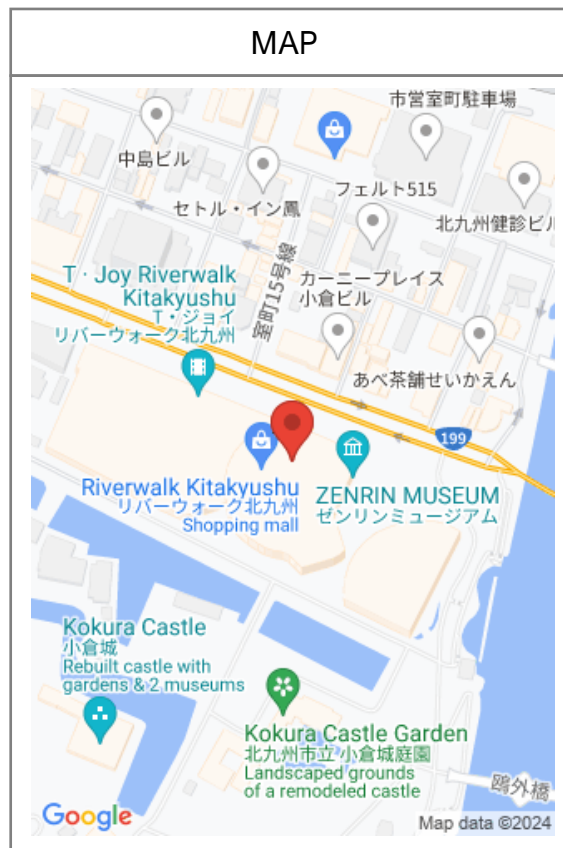 MAP
市営室町駐車場
中島ビル
フェルト515
セトル・イン鳳
北九州健診ビル
室町15号線
T・Joy Riverwalk
Kitakyushu
T・ジョイ
リバーウォーク北九州
カーニープレイス
小倉ビル
あべ茶舗せいかえん
199
Riverwalk Kitakyushu
リバーウォーク北九州
Shopping mall
ZENRIN MUSEUM
ゼンリンミュージアム
Kokura Castle
小倉城
Rebuilt castle with
gardens & 2 museums
Kokura Castle Garden
北九州市立 小倉城庭園
Landscaped grounds
of a remodeled castle
鴎外橋
Google
Map data ©2024